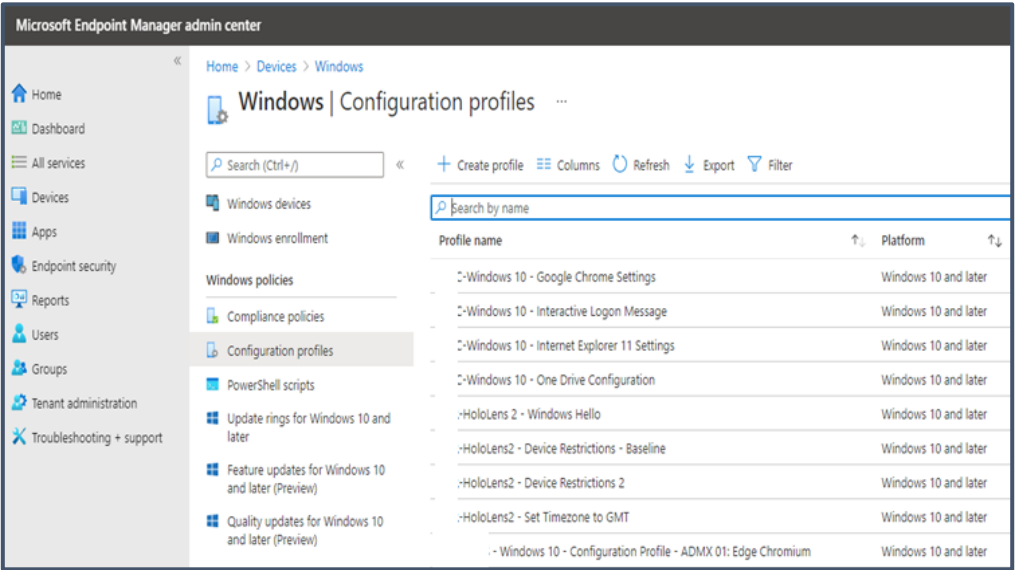 Microsoft Endpoint Manager admin center
«
Home > Devices > Windows
Windows | Configuration profiles ...
Home
Dashboard
All services
Devices
Apps
Endpoint security
Reports
Users
Groups
Tenant administration
Troubleshooting + support
Search (Ctrl+/)
«
Windows devices
Windows enrollment
Windows policies
Compliance policies
Configuration profiles
PowerShell scripts
Update rings for Windows 10 and
later
Feature updates for Windows 10
and later (Preview)
Quality updates for Windows 10
and later (Preview)
+ Create profile Columns Refresh Export Filter
Search by name
Profile name ↑↓ Platform ↑↓
-Windows 10 - Google Chrome Settings Windows 10 and later
-Windows 10 - Interactive Logon Message Windows 10 and later
-Windows 10 - Internet Explorer 11 Settings Windows 10 and later
-Windows 10 - One Drive Configuration Windows 10 and later
-HoloLens 2 - Windows Hello Windows 10 and later
-HoloLens2 - Device Restrictions - Baseline Windows 10 and later
-HoloLens2 - Device Restrictions 2 Windows 10 and later
-HoloLens2 - Set Timezone to GMT Windows 10 and later
- Windows 10 - Configuration Profile - ADMX 01: Edge Chromium Windows 10 and later